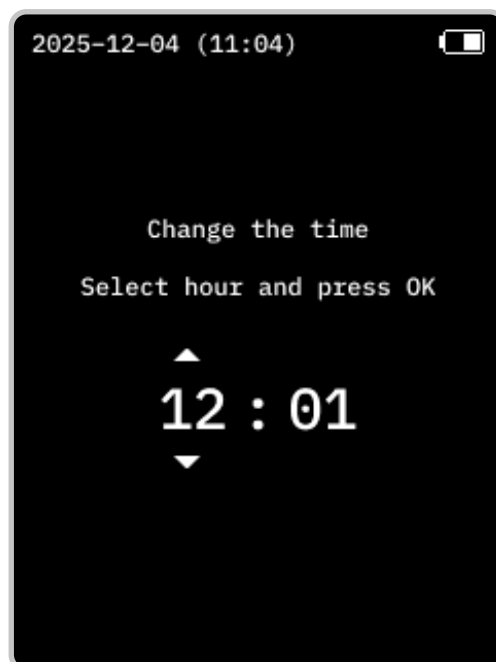 2025-12-04 (11:04)
Change the time
Select hour and press OK
12 : 01